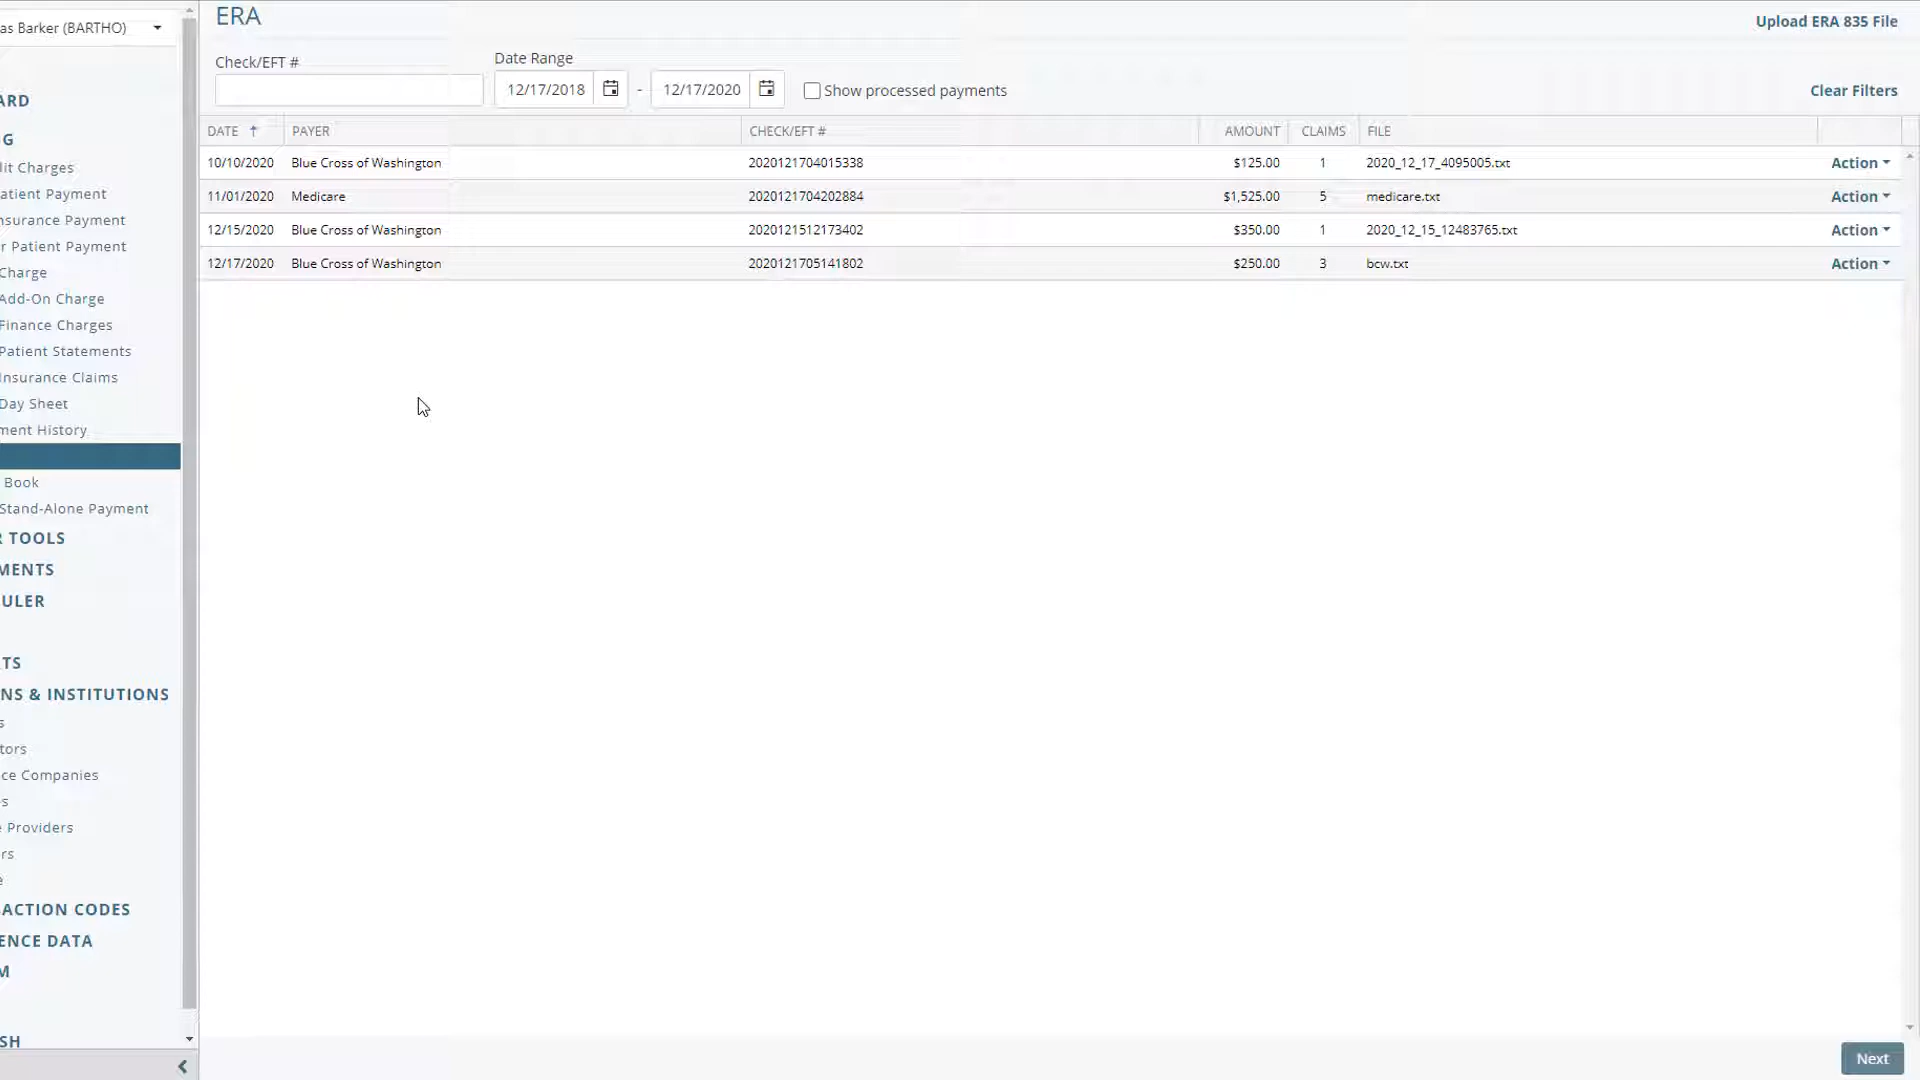 as Barker (BARTHO)
ARD
G
lit Charges
atient Payment
nsurance Payment
r Patient Payment
Charge
Add-On Charge
Finance Charges
Patient Statements
Insurance Claims
Day Sheet
ment History
Book
Stand-Alone Payment
R TOOLS
MENTS
ULER
TS
NS & INSTITUTIONS
s
tors
ce Companies
es
e Providers
rs
e
ACTION CODES
ENCE DATA
M
SH
ERA
Upload ERA 835 File
Check/EFT #
Date Range
12/17/2018 - 12/17/2020 Show processed payments Clear Filters
DATE PAYER CHECK/EFT # AMOUNT CLAIMS FILE
10/10/2020 Blue Cross of Washington 2020121704015338 $125.00 1 2020_12_17_4095005.txt Action
11/01/2020 Medicare 2020121704202884 $1,525.00 5 medicare.txt Action
12/15/2020 Blue Cross of Washington 2020121512173402 $350.00 1 2020_12_15_12483765.txt Action
12/17/2020 Blue Cross of Washington 2020121705141802 $250.00 3 bcw.txt Action
Next